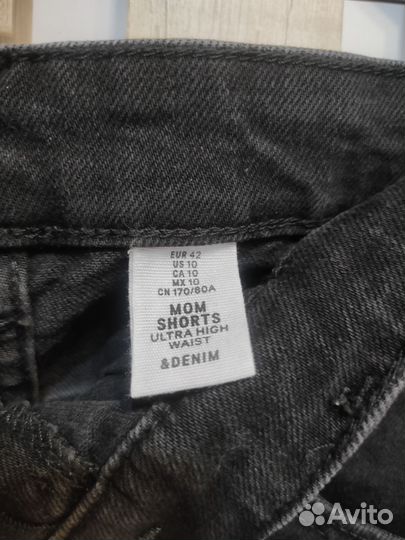 EUR 42
US 10
CA 10
MX 10
CN 170/80A
MOM
SHORTS
ULTRA HIGH
WAIST
&DENIM
Avito